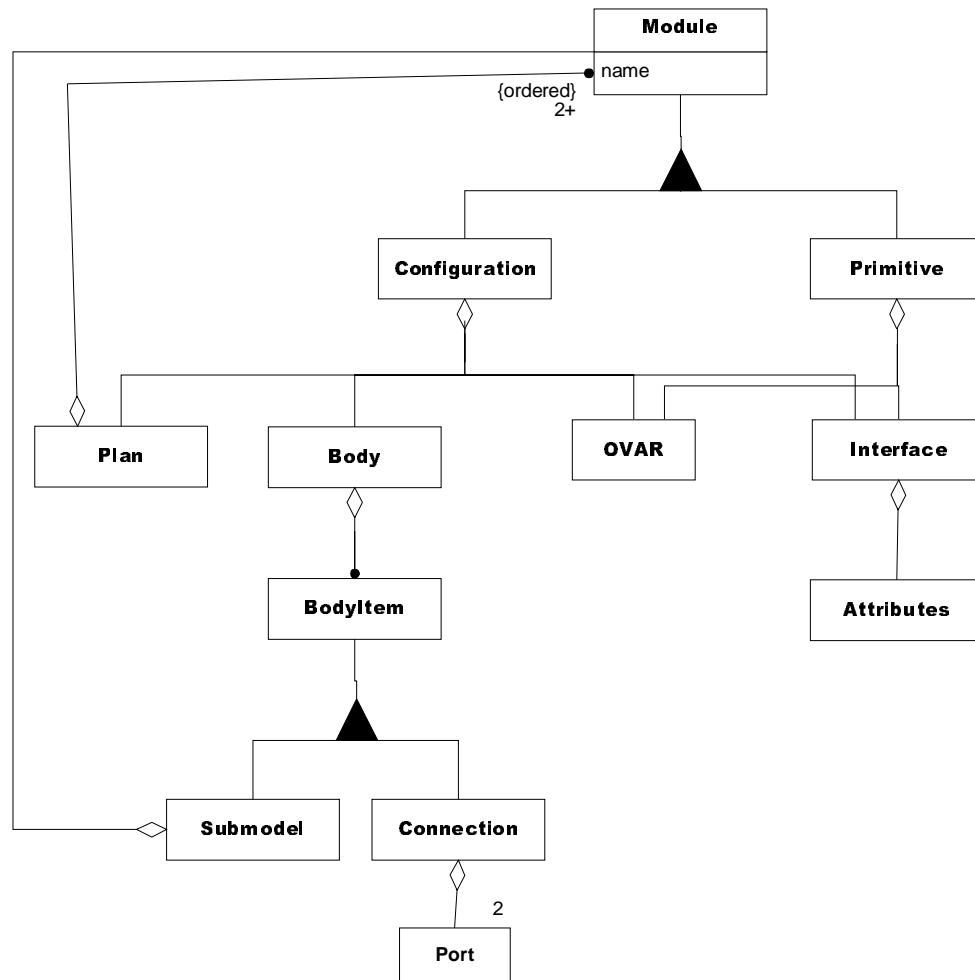 Module
name
{ordered}
2+
Configuration
Primitive
Plan
Body
OVAR
Interface
BodyItem
Attributes
Submodel
Connection
2
Port